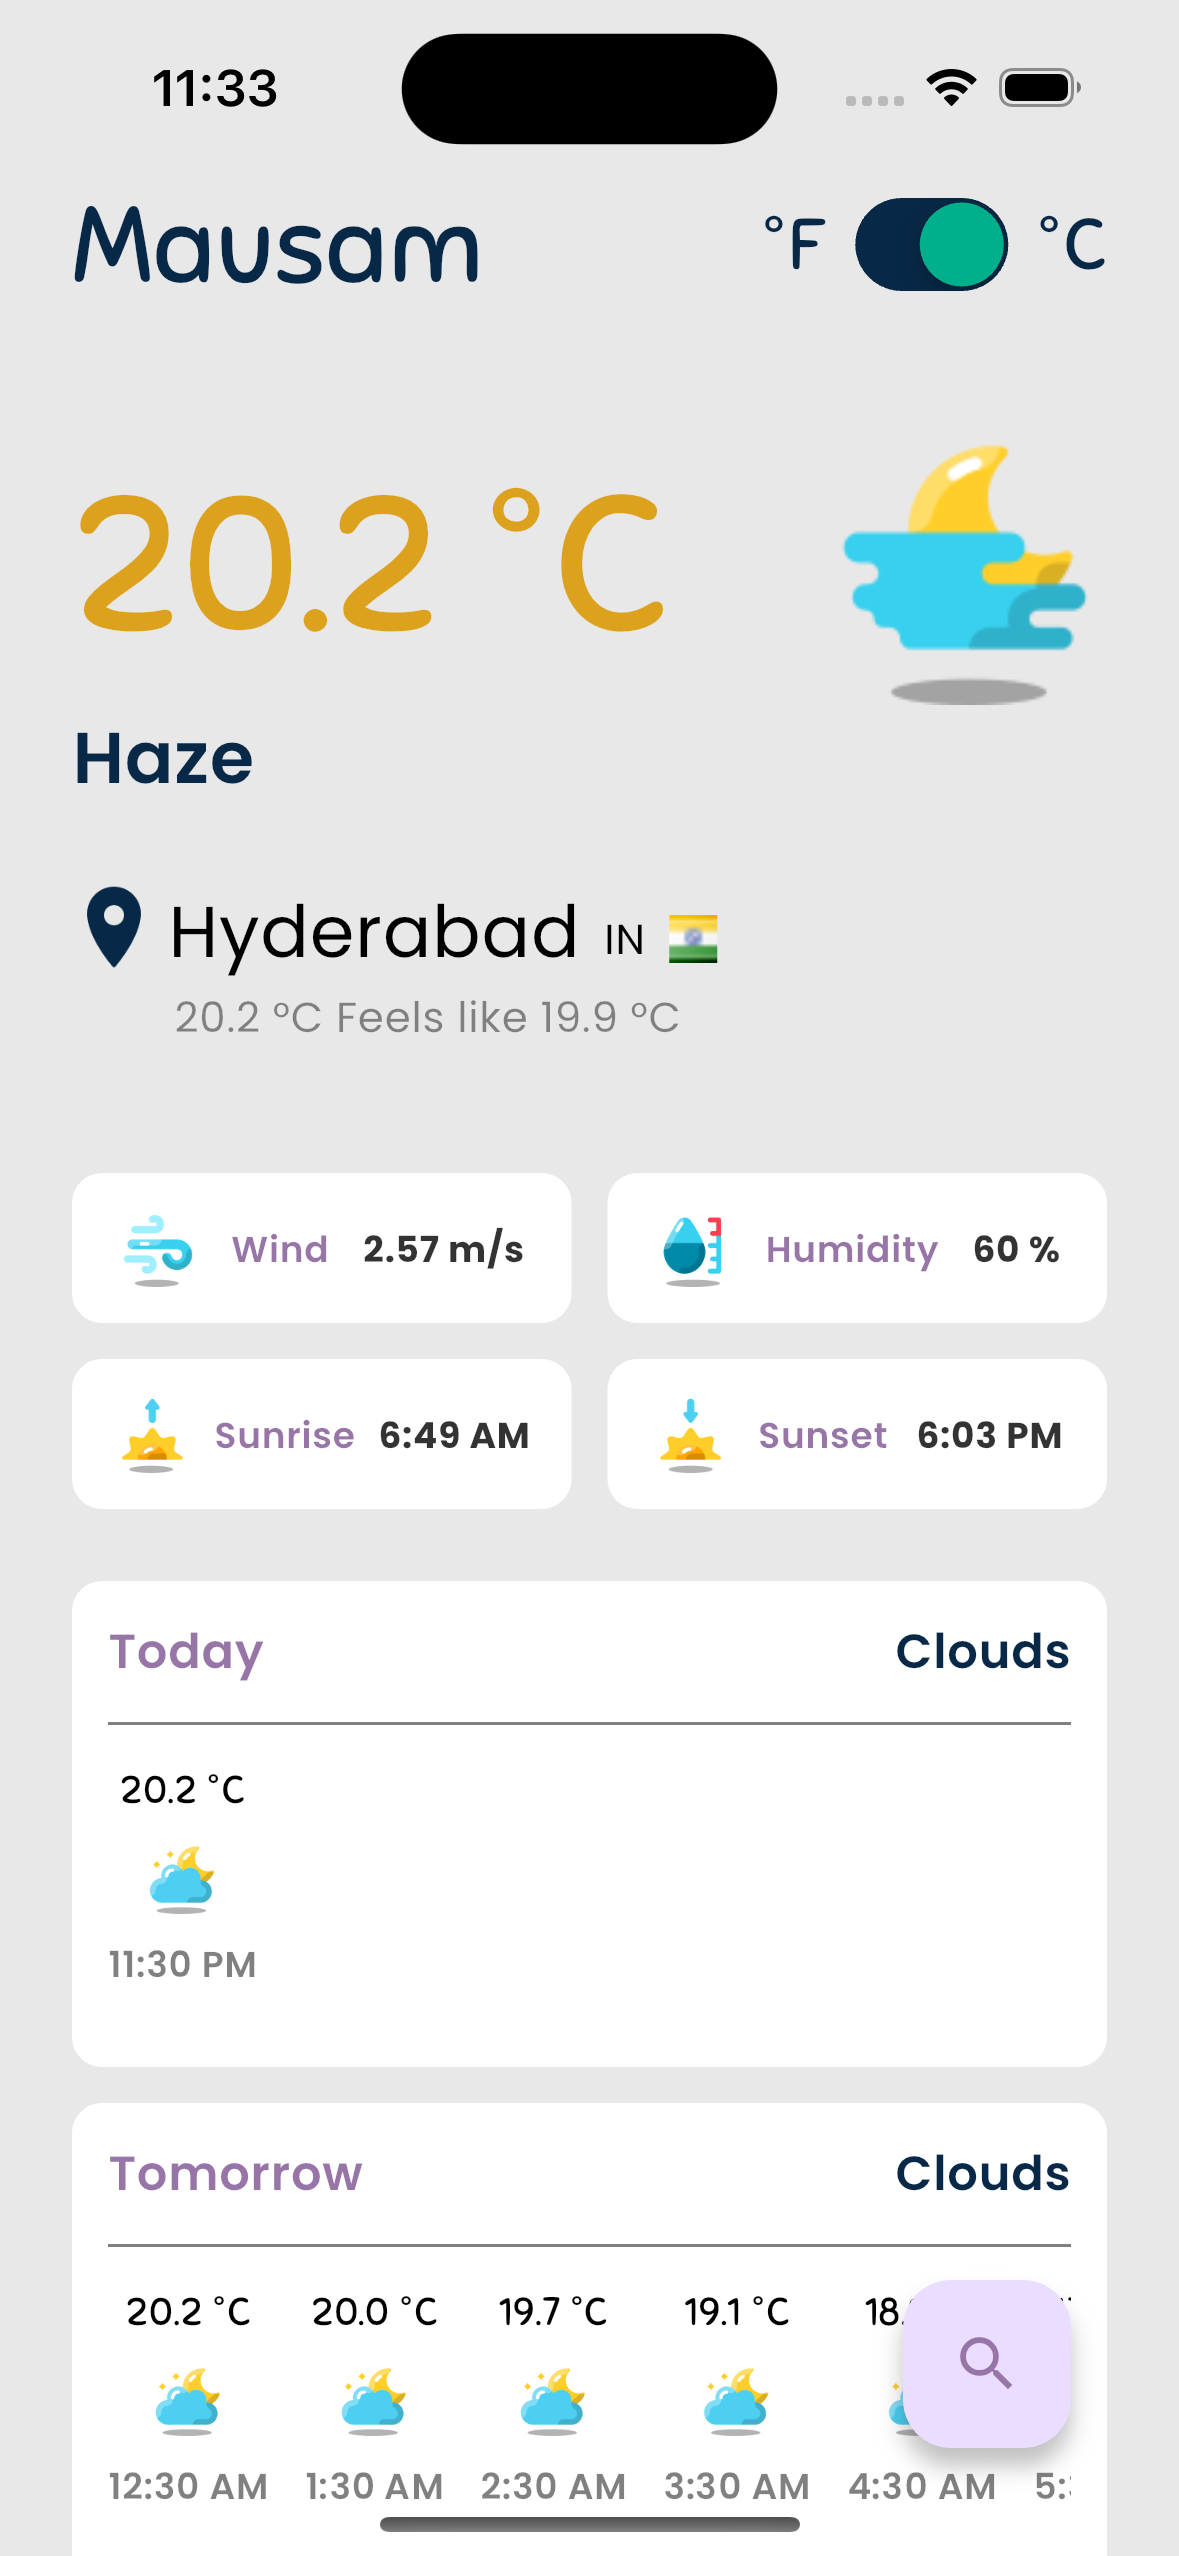 11:33
Mausam °F °C
20.2 °C
Haze
Hyderabad IN
20.2 °C Feels like 19.9 °C
Wind 2.57 m/s Humidity 60 %
Sunrise 6:49 AM Sunset 6:03 PM
Today Clouds
20.2 °C
11:30 PM
Tomorrow Clouds
20.2 °C 20.0 °C 19.7 °C 19.1 °C 18.
12:30 AM 1:30 AM 2:30 AM 3:30 AM 4:30 AM 5: